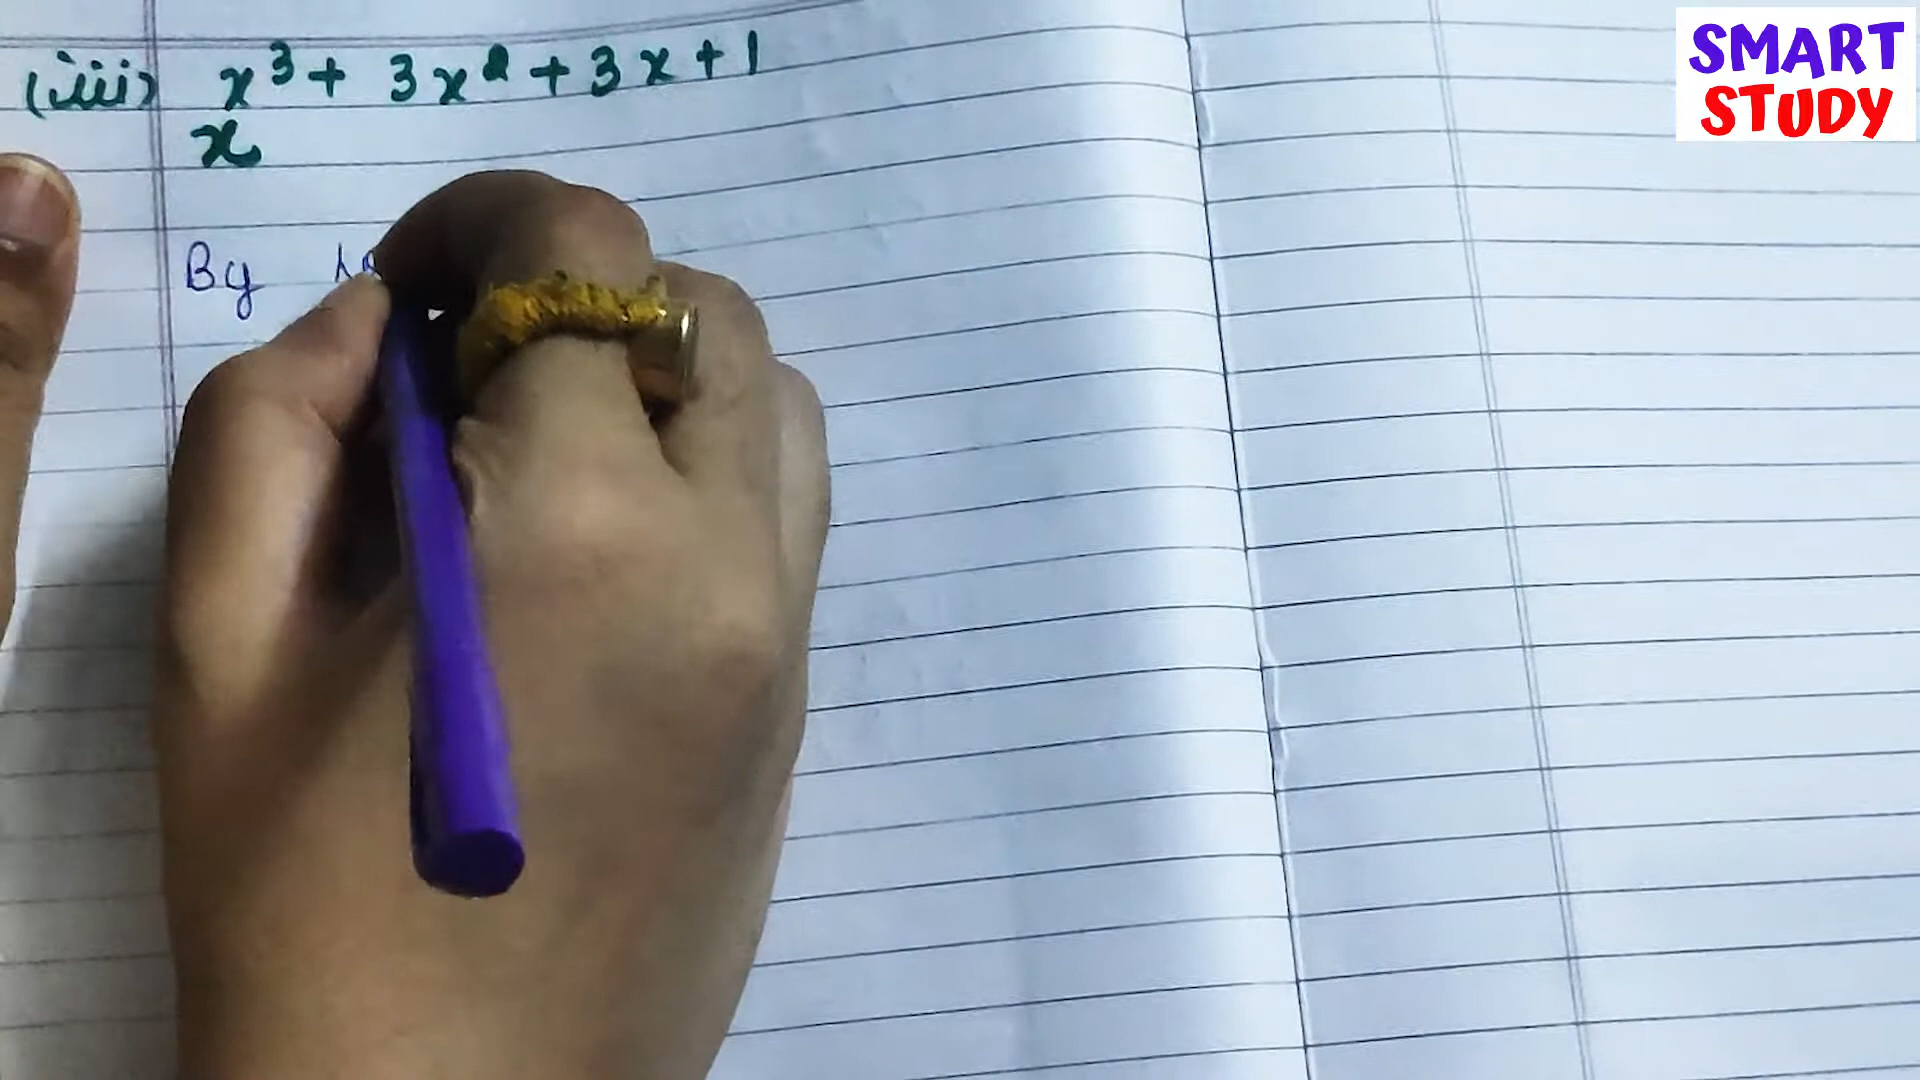 (iii) x³ + 3x² + 3x + 1
x
By
SMART
STUDY